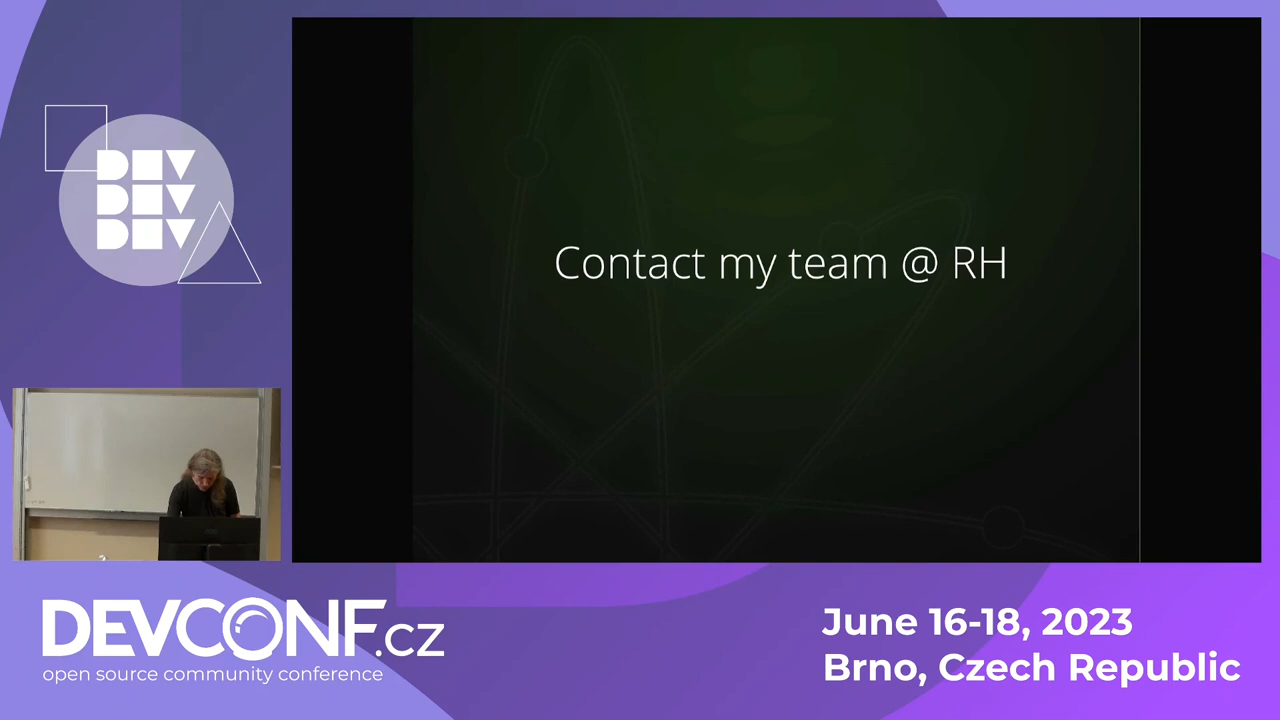 DEV
DEV
DEV
Contact my team @ RH
DEVCONF.cz
open source community conference
June 16-18, 2023
Brno, Czech Republic